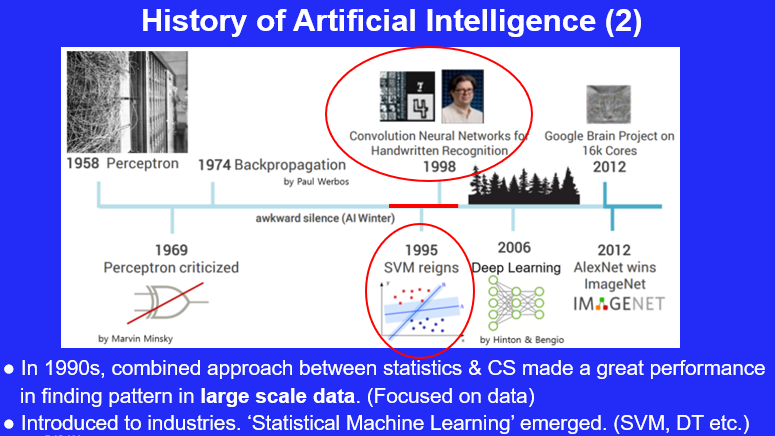 History of Artificial Intelligence (2)
Convolution Neural Networks for
Handwritten Recognition
1998
Google Brain Project on
16k Cores
2012
1958 Perceptron
1974 Backpropagation
by Paul Werbos
awkward silence (AI Winter)
1969
Perceptron criticized
by Marvin Minsky
1995
SVM reigns
y
B
A
x
2006
Deep Learning
by Hinton & Bengio
2012
AlexNet wins
ImageNet
IMAGENET
● In 1990s, combined approach between statistics & CS made a great performance
in finding pattern in large scale data. (Focused on data)
● Introduced to industries. ‘Statistical Machine Learning’ emerged. (SVM, DT etc.)